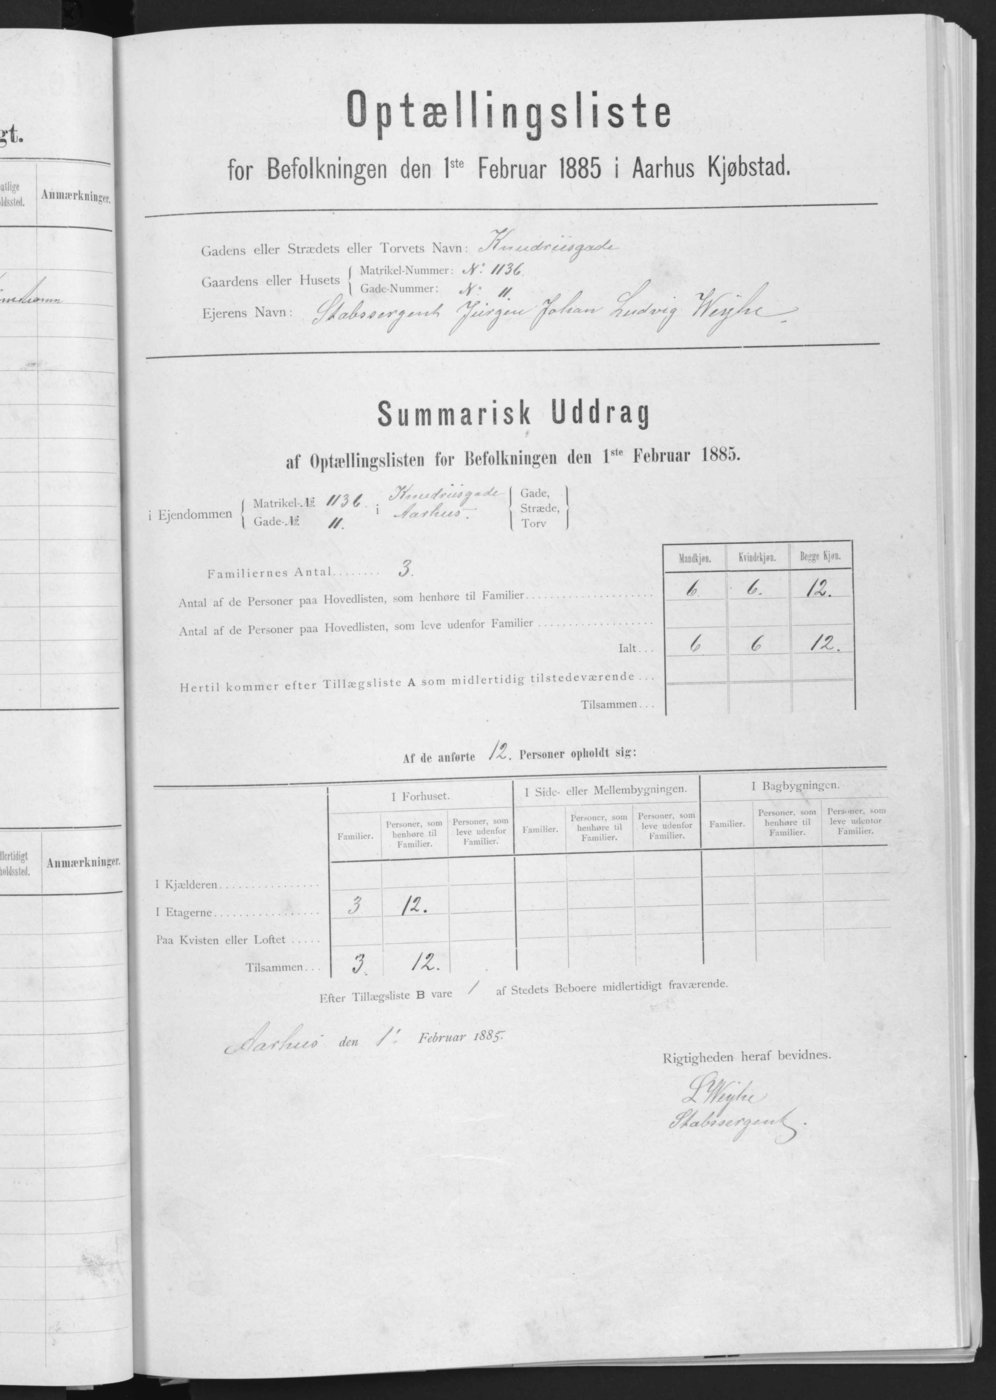 gt.
Anmærkninger.
Anmærkninger.
Optællingsliste
for Befolkningen den 1ste Februar 1885 i Aarhus Kjøbstad.
Gadens eller Strædets eller Torvets Navn: Knudriisgade
Gaardens eller Husets { Matrikel-Nummer: No 1136
Gade-Nummer: No 11.
Ejerens Navn: Stabssergent Jürgen Johan Ludvig Weyhe.
Summarisk Uddrag
af Optællingslisten for Befolkningen den 1ste Februar 1885.
i Ejendommen { Matrikel-№ 1136. i Knudriisgade { Gade, }
Gade-№ 11. Aarhus. Stræde,
Torv
Mandkjøn. Kvindekjøn. Begge Kjøn.
Familiernes Antal........ 3.
Antal af de Personer paa Hovedlisten, som henhøre til Familier.................... 6 6. 12.
Antal af de Personer paa Hovedlisten, som leve udenfor Familier..................
Ialt... 6 6 12.
Hertil kommer efter Tillægsliste A som midlertidig tilstedeværende...
Tilsammen...
Af de anførte 12. Personer opholdt sig:
I Forhuset. I Side- eller Mellembygningen. I Bagbygningen.
Familier. Personer, som henhøre til Familier. Personer, som leve udenfor Familier. Familier. Personer, som henhøre til Familier. Personer, som leve udenfor Familier. Familier. Personer, som henhøre til Familier. Personer, som leve udenfor Familier.
I Kjælderen...............
I Etagerne................. 3 12.
Paa Kvisten eller Loftet.....
Tilsammen... 3. 12.
Efter Tillægsliste B vare 1 af Stedets Beboere midlertidigt fraværende.
Aarhus den 1. Februar 1885.
Rigtigheden heraf bevidnes.
L Weyhe
Stabssergent.